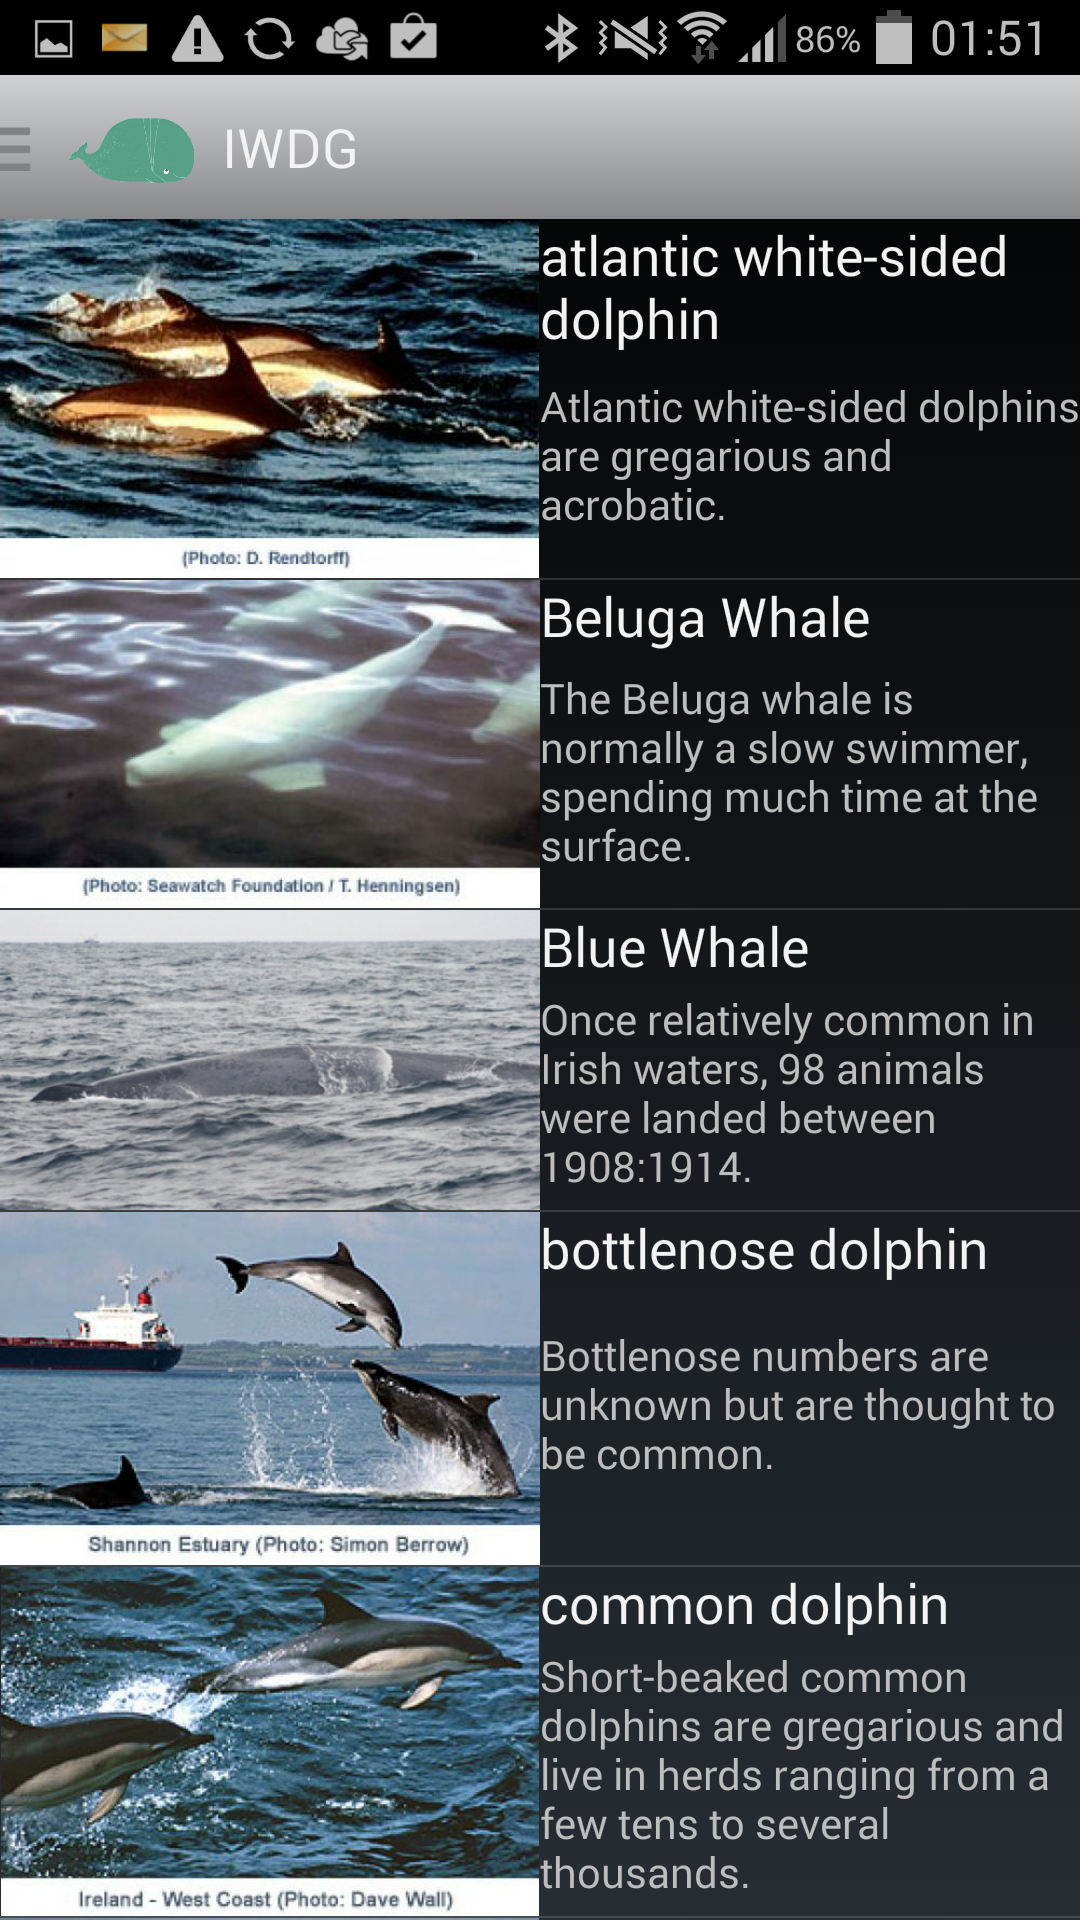 86% 01:51
IWDG
atlantic white-sided
dolphin
Atlantic white-sided dolphins
are gregarious and
acrobatic.
(Photo: D. Rendtorff)
Beluga Whale
The Beluga whale is
normally a slow swimmer,
spending much time at the
surface.
(Photo: Seawatch Foundation / T. Henningsen)
Blue Whale
Once relatively common in
Irish waters, 98 animals
were landed between
1908:1914.
bottlenose dolphin
Bottlenose numbers are
unknown but are thought to
be common.
Shannon Estuary (Photo: Simon Berrow)
common dolphin
Short-beaked common
dolphins are gregarious and
live in herds ranging from a
few tens to several
thousands.
Ireland - West Coast (Photo: Dave Wall)